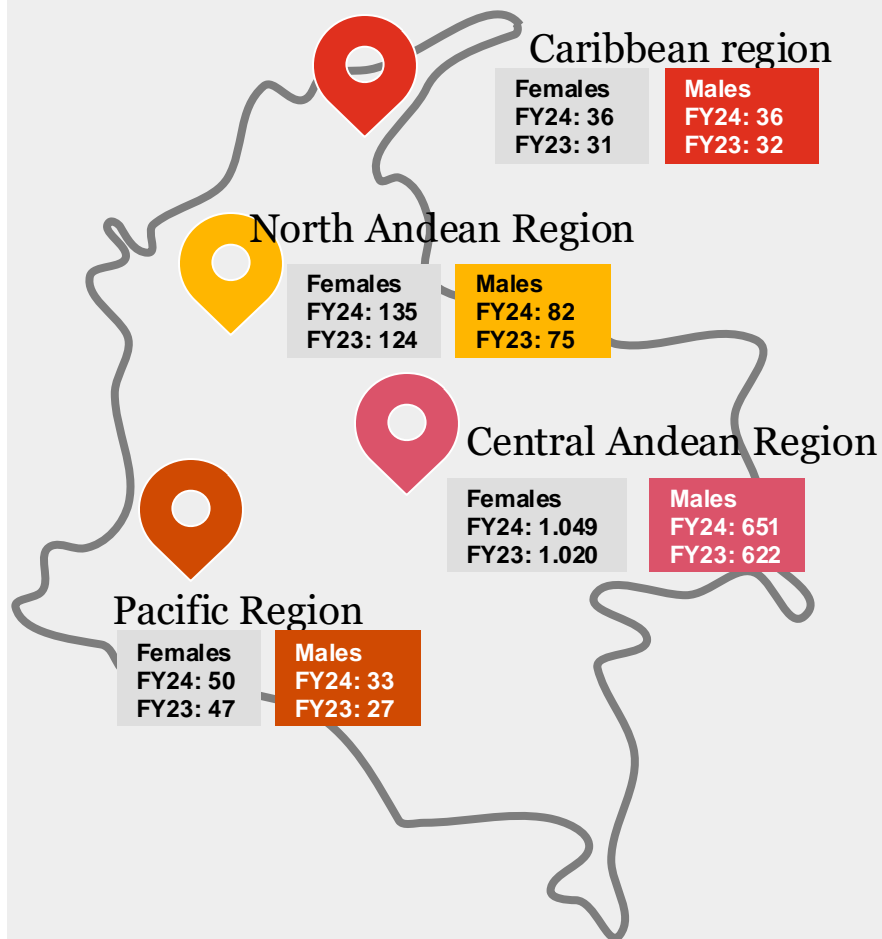 Caribbean region
Females
FY24: 36
FY23: 31
Males
FY24: 36
FY23: 32
North Andean Region
Females
FY24: 135
FY23: 124
Males
FY24: 82
FY23: 75
Central Andean Region
Females
FY24: 1.049
FY23: 1.020
Males
FY24: 651
FY23: 622
Pacific Region
Females
FY24: 50
FY23: 47
Males
FY24: 33
FY23: 27